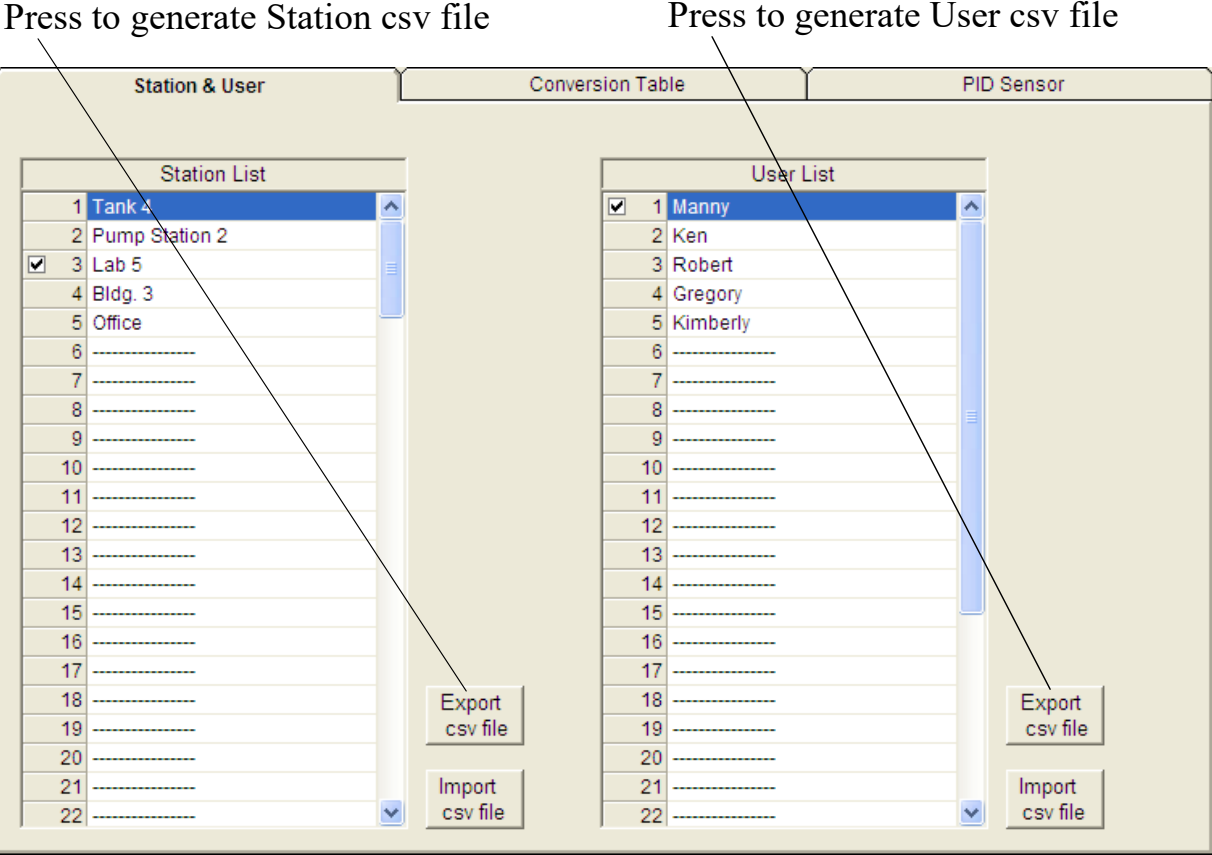 Press to generate Station csv file
Press to generate User csv file
Station & User
Conversion Table
PID Sensor
Station List
1 Tank 4
2 Pump Station 2
3 Lab 5
4 Bldg. 3
5 Office
6 ----------------
7 ----------------
8 ----------------
9 ----------------
10 ----------------
11 ----------------
12 ----------------
13 ----------------
14 ----------------
15 ----------------
16 ----------------
17 ----------------
18 ----------------
19 ----------------
20 ----------------
21 ----------------
22 ----------------
Export
csv file
Import
csv file
User List
1 Manny
2 Ken
3 Robert
4 Gregory
5 Kimberly
6 ----------------
7 ----------------
8 ----------------
9 ----------------
10 ----------------
11 ----------------
12 ----------------
13 ----------------
14 ----------------
15 ----------------
16 ----------------
17 ----------------
18 ----------------
19 ----------------
20 ----------------
21 ----------------
22 ----------------
Export
csv file
Import
csv file